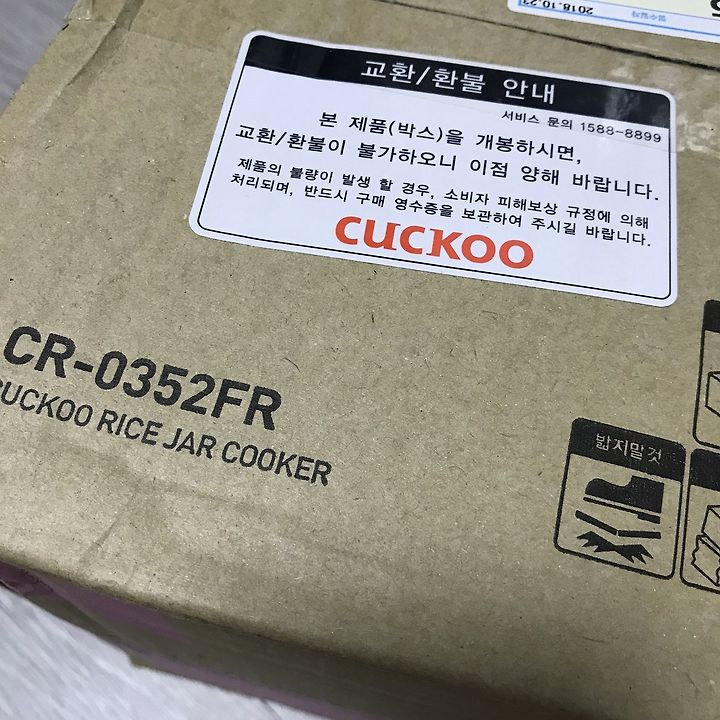 2018.10.23
교환/환불 안내
서비스 문의 1588-8899
본 제품(박스)을 개봉하시면,
교환/환불이 불가하오니 이점 양해 바랍니다.
제품의 불량이 발생 할 경우, 소비자 피해보상 규정에 의해
처리되며, 반드시 구매 영수증을 보관하여 주시길 바랍니다.
CUCKOO
CR-0352FR
CUCKOO RICE JAR COOKER
밟지말것